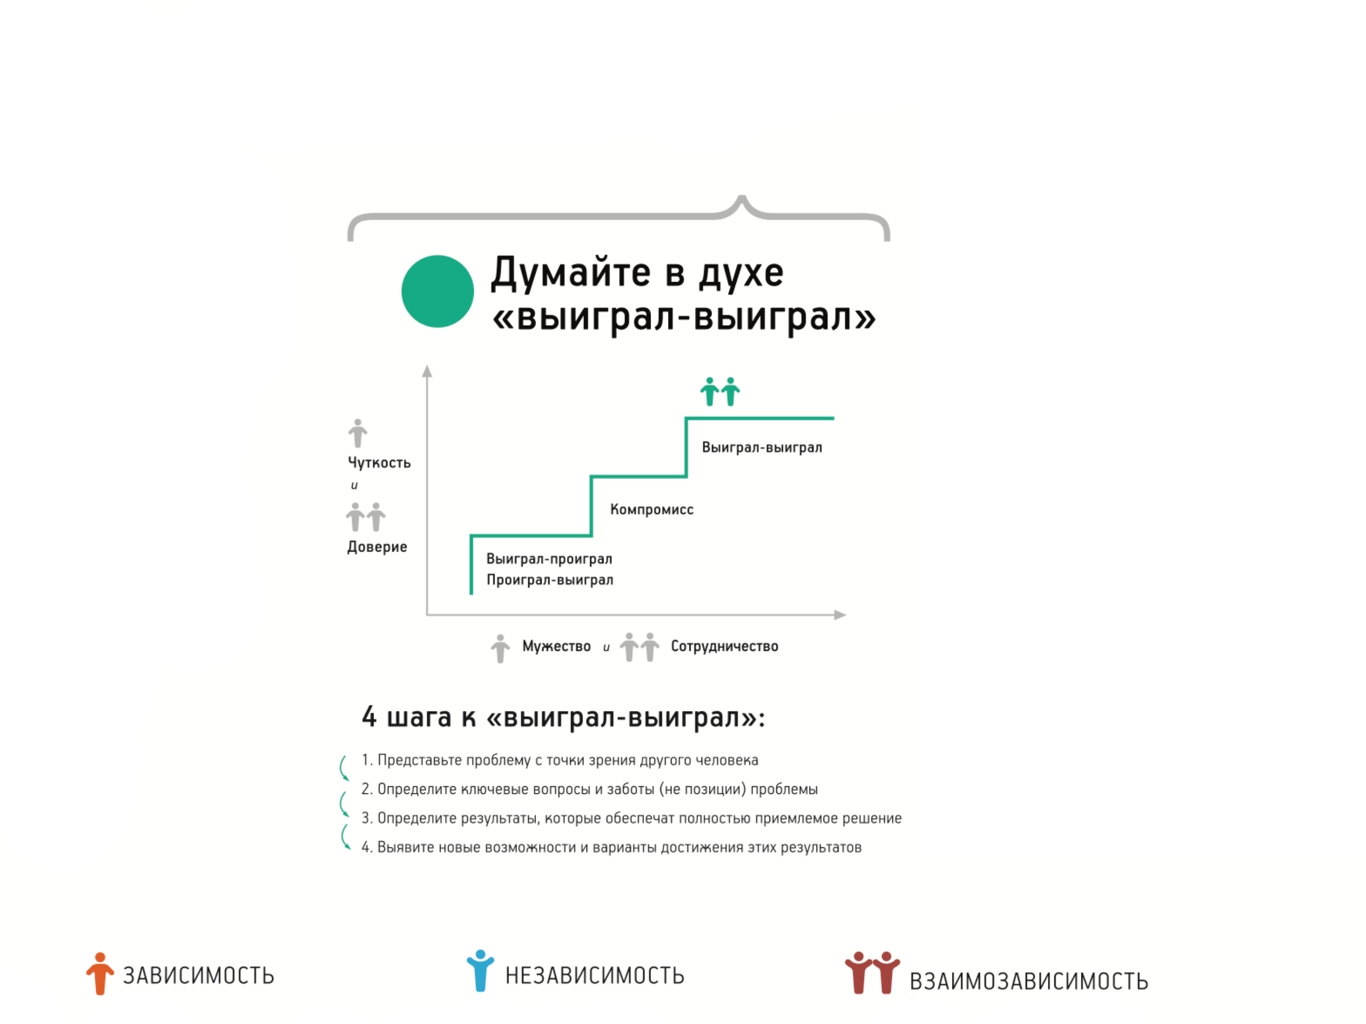 Думайте в духе
«выиграл-выиграл»
Чуткость
и
Доверие
Выиграл-выиграл
Компромисс
Выиграл-проиграл
Проиграл-выиграл
Мужество и Сотрудничество
4 шага к «выиграл-выиграл»:
1. Представьте проблему с точки зрения другого человека
2. Определите ключевые вопросы и заботы (не позиции) проблемы
3. Определите результаты, которые обеспечат полностью приемлемое решение
4. Выявите новые возможности и варианты достижения этих результатов
ЗАВИСИМОСТЬ
НЕЗАВИСИМОСТЬ
ВЗАИМОЗАВИСИМОСТЬ